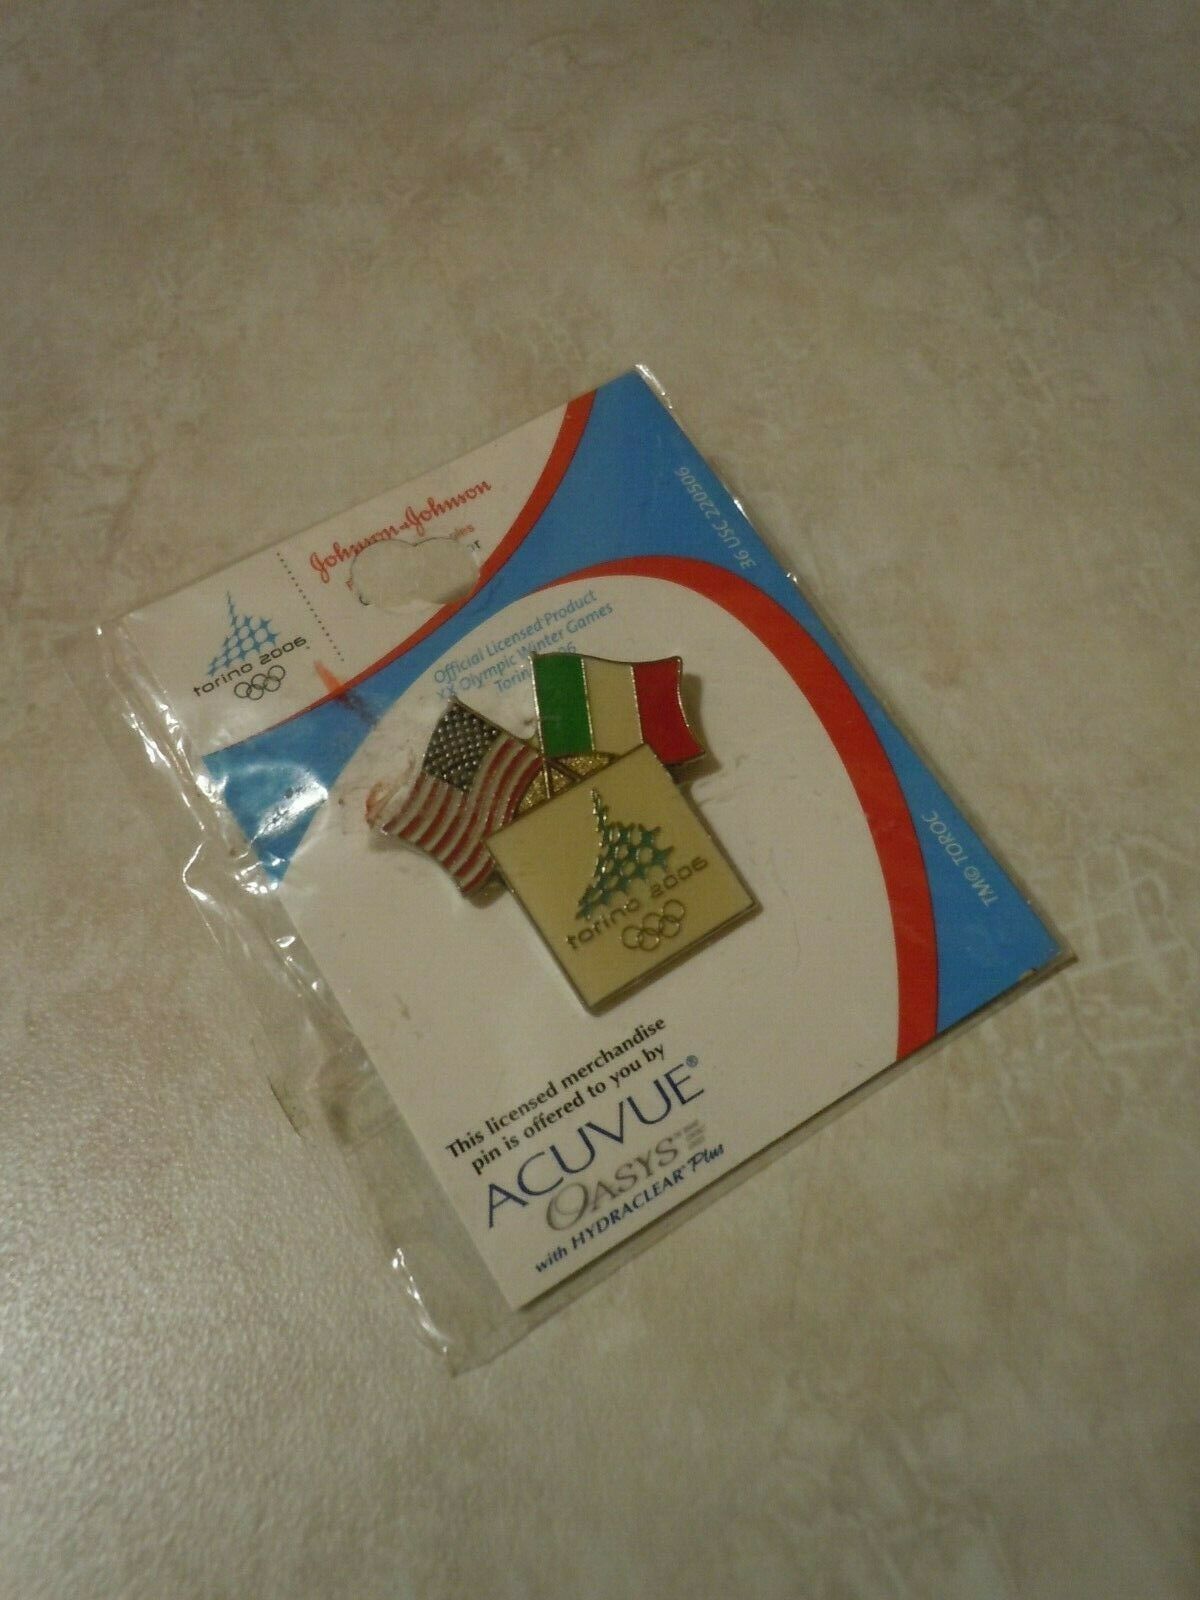 Johnson & Johnson
torino 2006
36 USC 220506
Official Licensed Product
XX Olympic Winter Games
TM© TOROC
torino 2006
This licensed merchandise
pin is offered to you by
ACUVUE®
OASYS™
with HYDRACLEAR® Plus